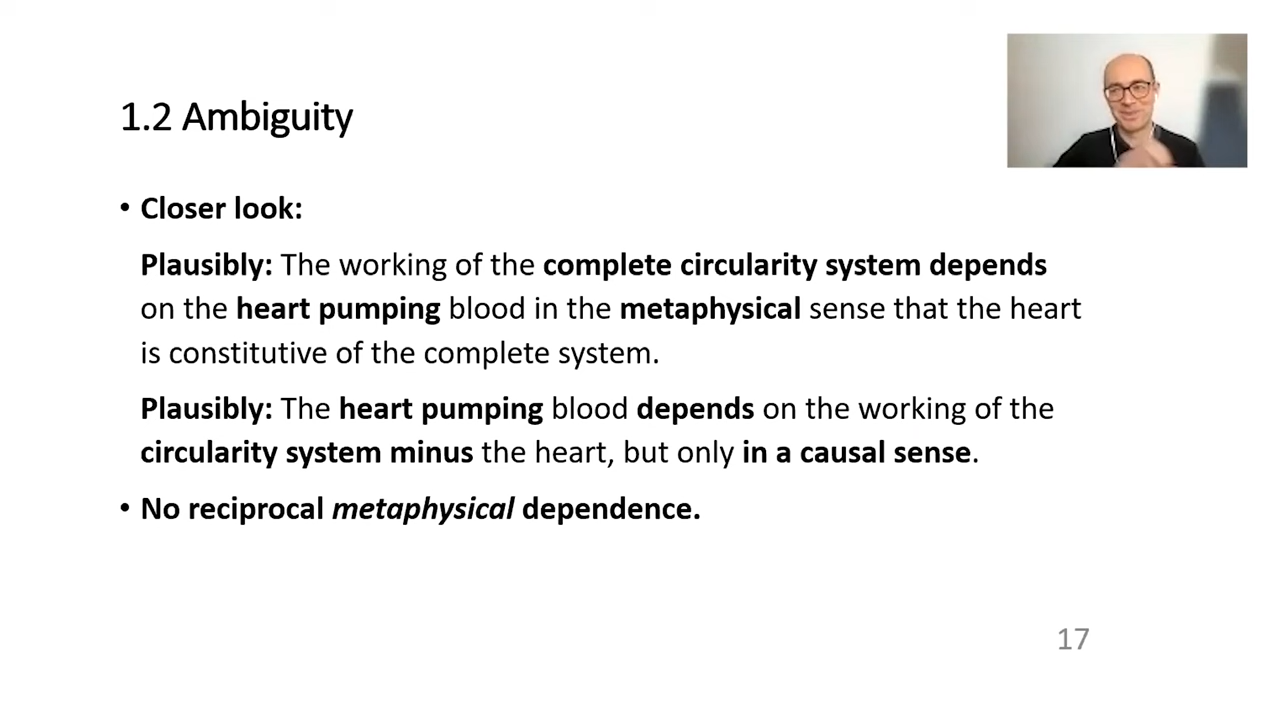 1.2 Ambiguity
• Closer look:
Plausibly: The working of the complete circularity system depends
on the heart pumping blood in the metaphysical sense that the heart
is constitutive of the complete system.
Plausibly: The heart pumping blood depends on the working of the
circularity system minus the heart, but only in a causal sense.
• No reciprocal metaphysical dependence.
17